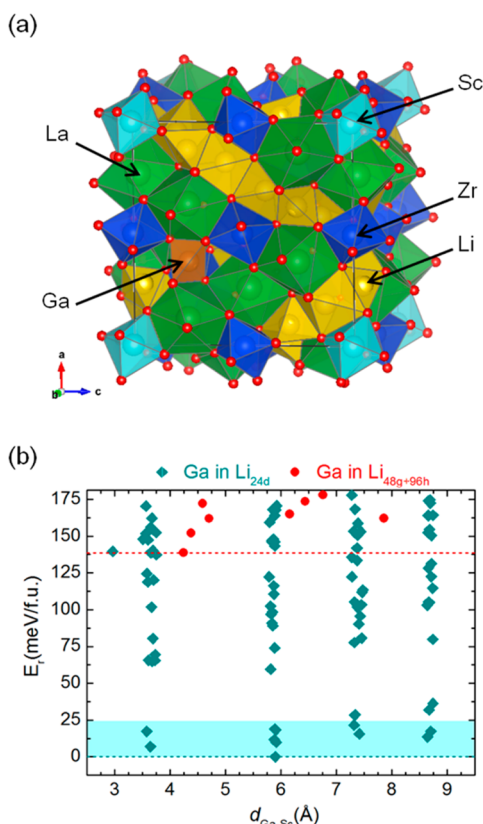 (a)
Sc
La
Zr
Li
Ga
a
b
c
(b)
Ga in Li24d
Ga in Li48g+96h
175
150
125
100
75
50
25
0
Er(meV/f.u.)
3
4
5
6
7
8
9
dGa-Sc(Å)